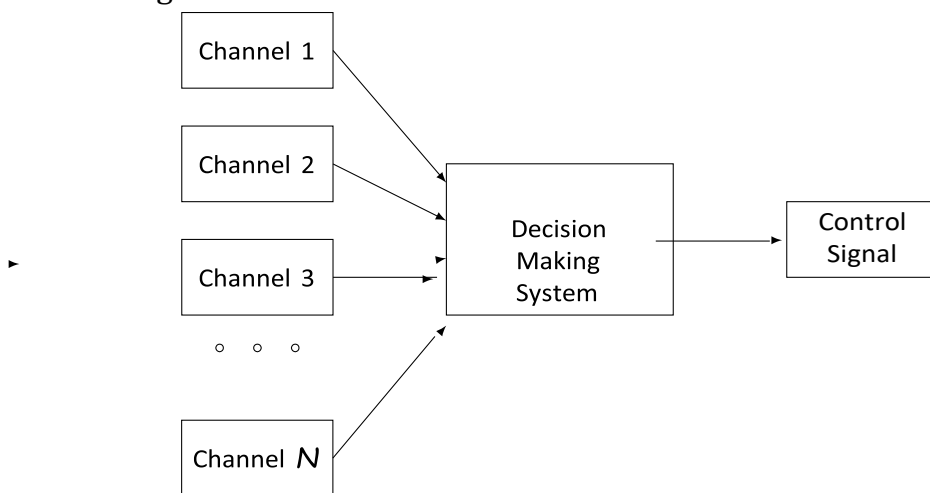 Channel 1
Channel 2
Channel 3
Channel N
Decision
Making
System
Control
Signal